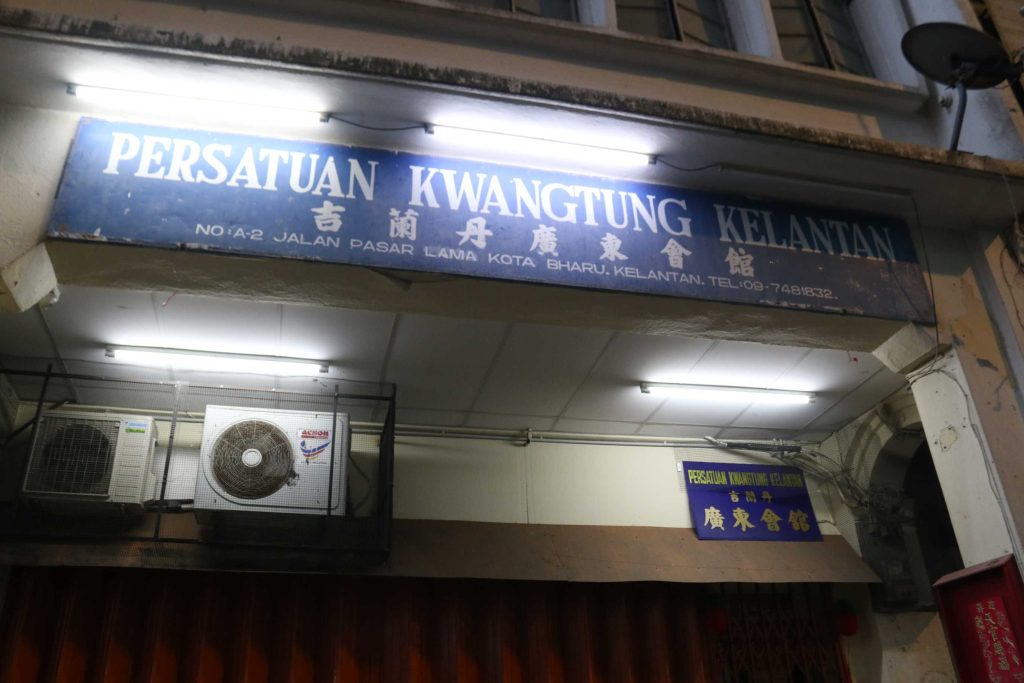 PERSATUAN KWANGTUNG KELANTAN
吉蘭丹廣東會館
NO:A-2 JALAN PASAR LAMA KOTA BHARU. KELANTAN. TEL:09-7481832.
ACSON
PERSATUAN KWANGTUNG KELANTAN
吉蘭丹
廣東會館